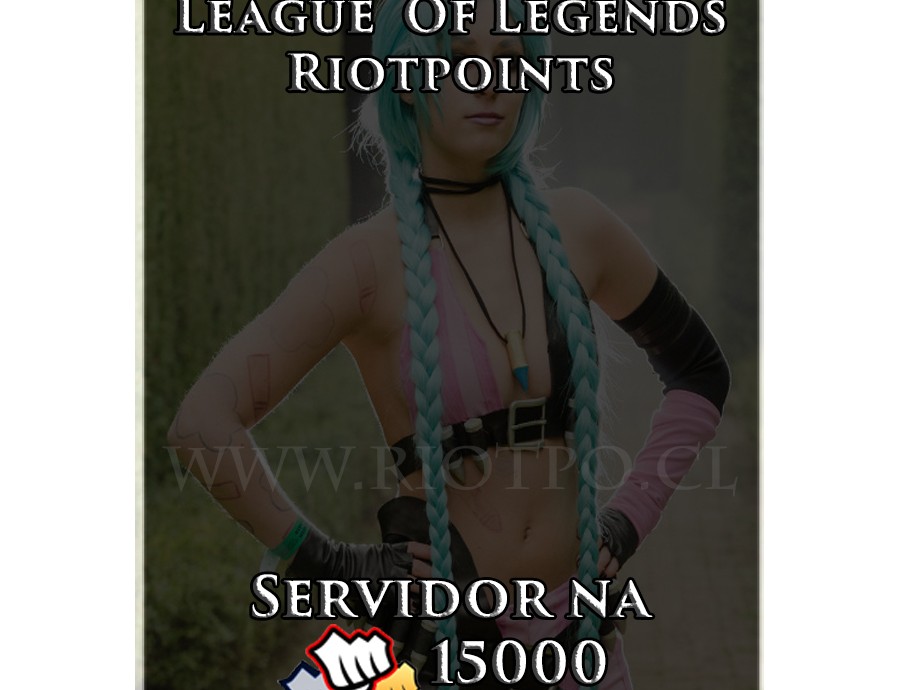 League Of Legends
Riotpoints
www.riotpo.cl
Servidor na
15000